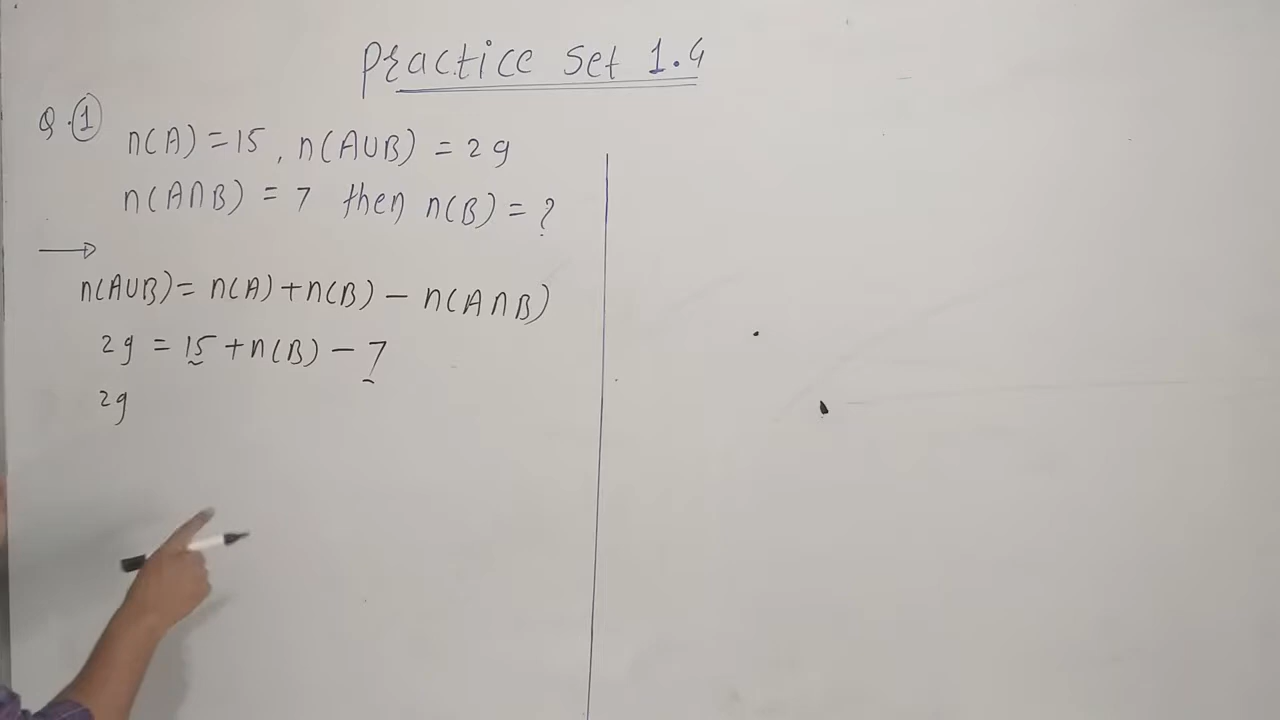 Practice Set 1.4
Q.1 n(A) = 15, n(A∪B) = 29
n(A∩B) = 7 then n(B) = ?
→
n(A∪B) = n(A) + n(B) - n(A∩B)
29 = 15 + n(B) - 7
29